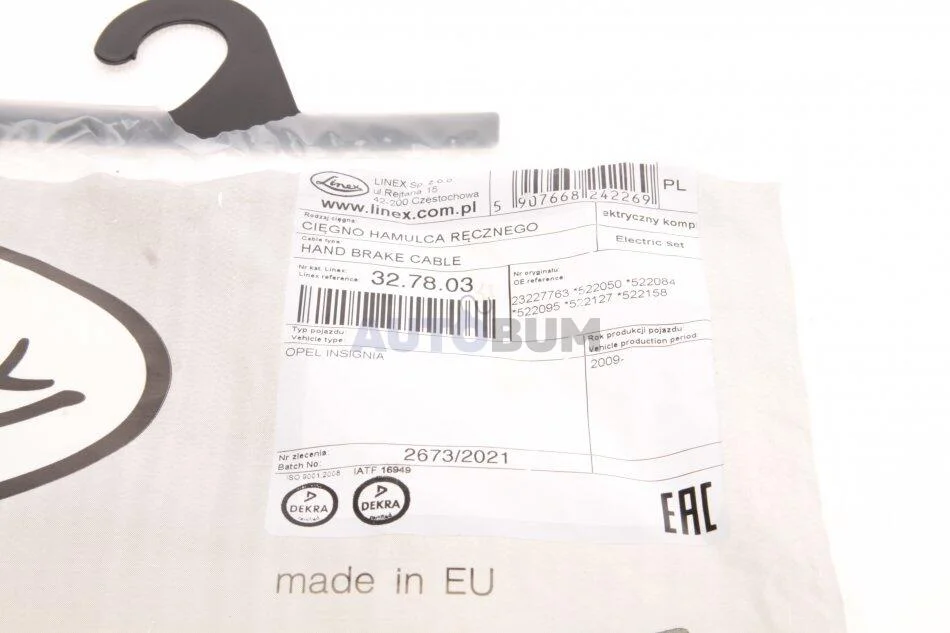 Linex
LINEX Sp. z o.o
ul Rejtana 16
42-200 Częstochowa
www.linex.com.pl
5 907668 242269
PL
Rodzaj cięgna:
CIĘGNO HAMULCA RĘCZNEGO
ektryczny komp
Cable type:
HAND BRAKE CABLE
Electric set
Nr kat. Linex:
Linex reference:
32.78.03
Nr oryginału:
OE reference:
23227763 *522050 *522084
*522095 *522127 *522158
AUTOBUM
Typ pojazdu:
Vehicle type:
OPEL INSIGNIA
Rok produkcji pojazdu
Vehicle production period
2009-
Nr zlecenia:
Batch No:
2673/2021
ISO 9001:2008
IATF 16949
DEKRA
certified
DEKRA
certified
EAC
made in EU